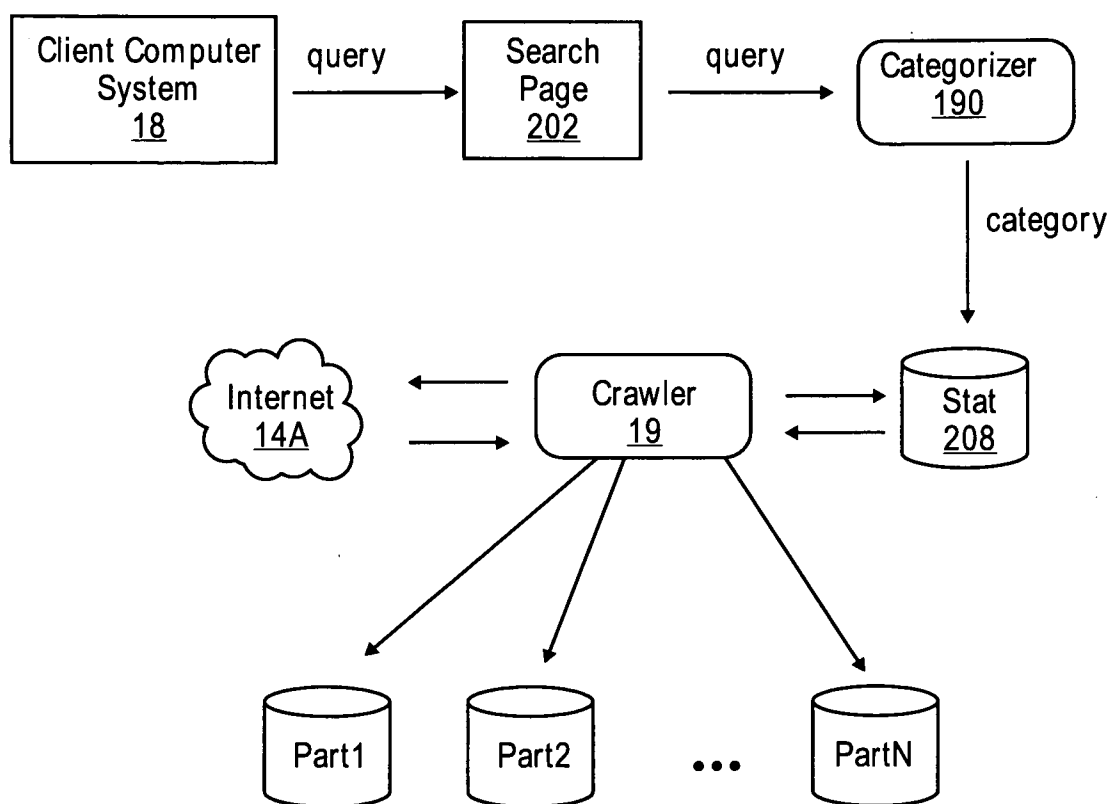 Client Computer
System
18
query
Search
Page
202
query
Categorizer
190
category
Internet
14A
Crawler
19
Stat
208
Part1
Part2
...
PartN